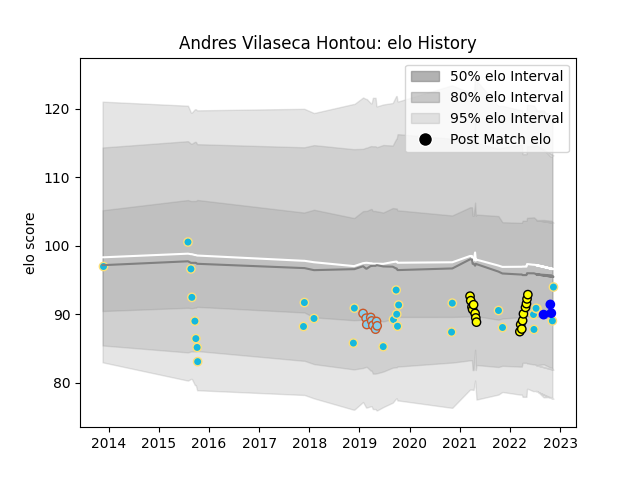 Andres Vilaseca Hontou: elo History
50% elo Interval
80% elo Interval
95% elo Interval
Post Match elo
elo score
120
100
90
80
2014 2015 2016 2017 2018 2019 2020 2021 2022 2023